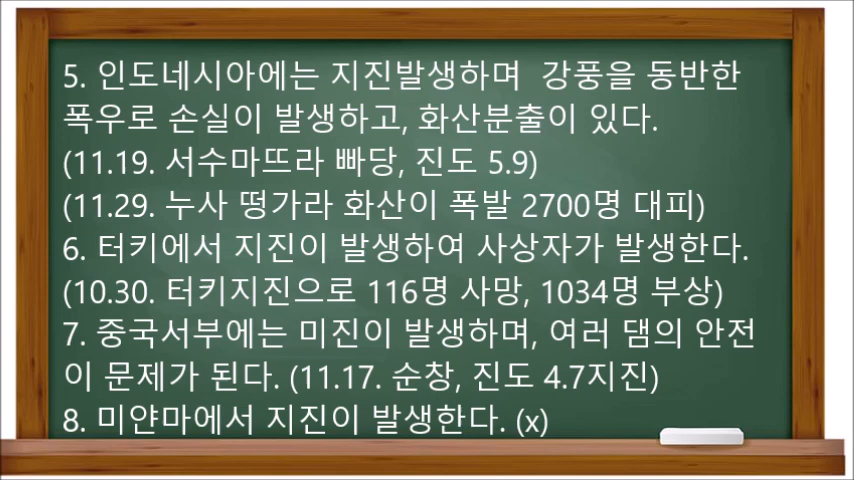 5. 인도네시아에는 지진발생하며 강풍을 동반한
폭우로 손실이 발생하고, 화산분출이 있다.
(11.19. 서수마뜨라 빠당, 진도 5.9)
(11.29. 누사 떵가라 화산이 폭발 2700명 대피)
6. 터키에서 지진이 발생하여 사상자가 발생한다.
(10.30. 터키지진으로 116명 사망, 1034명 부상)
7. 중국서부에는 미진이 발생하며, 여러 댐의 안전
이 문제가 된다. (11.17. 순창, 진도 4.7지진)
8. 미얀마에서 지진이 발생한다. (x)